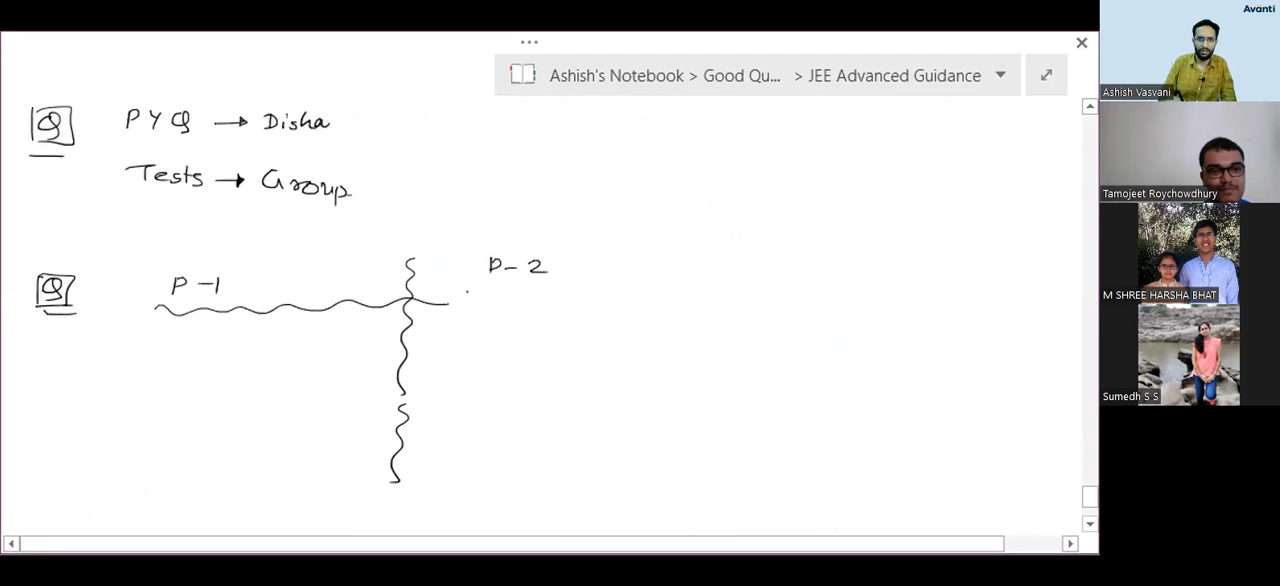 Avanti
...
Ashish's Notebook > Good Qu... > JEE Advanced Guidance
Ashish Vasvani
Q PYQ → Disha
Tests → Group
Tamojeet Roychowdhury
Q P-1 P-2
M SHREE HARSHA BHAT
Sumedh S S